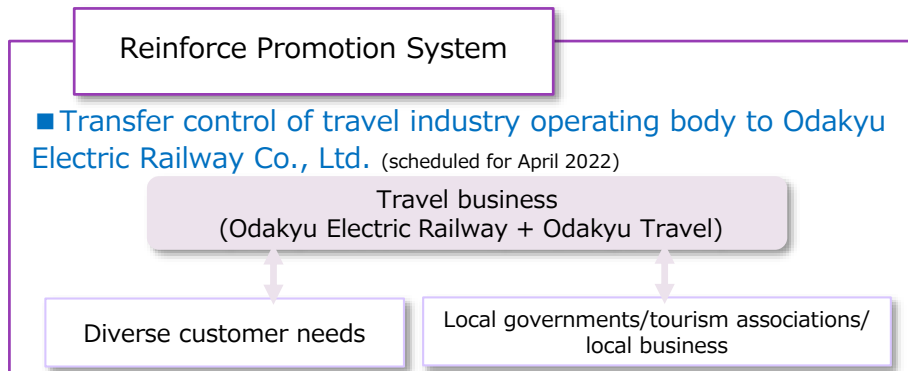 Reinforce Promotion System
■Transfer control of travel industry operating body to Odakyu
Electric Railway Co., Ltd. (scheduled for April 2022)
Travel business
(Odakyu Electric Railway + Odakyu Travel)
Diverse customer needs
Local governments/tourism associations/
local business